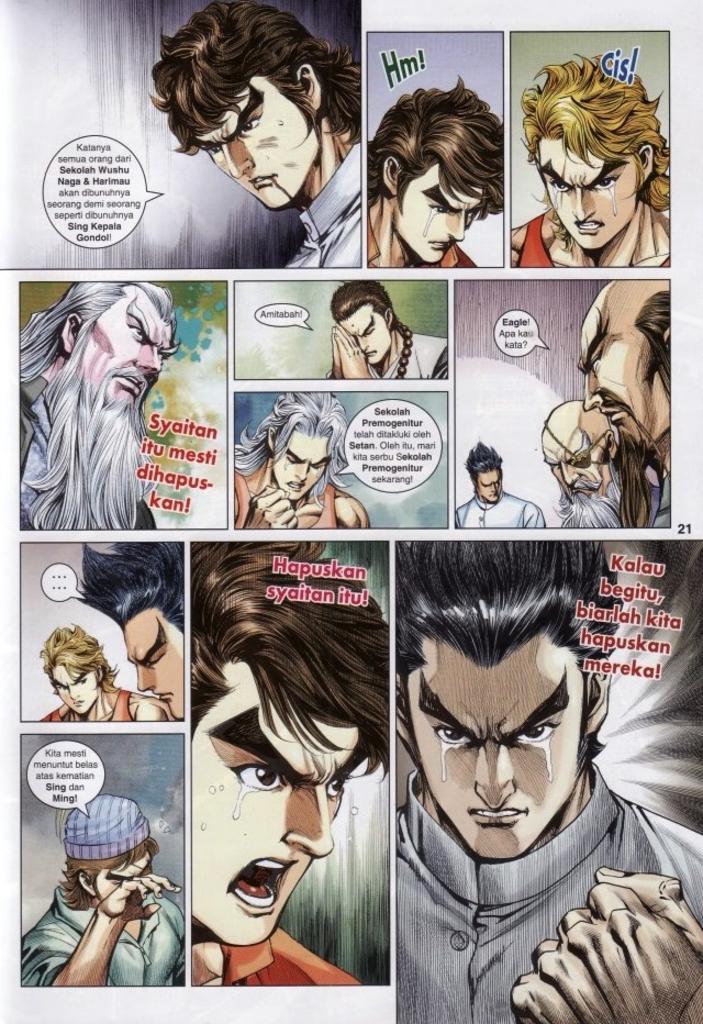 Katanya
semua orang dari
Sekolah Wushu
Naga & Harimau
akan dibunuhnya
seorang demi seorang
seperti dibunuhnya
Sing Kepala
Gondol!
Hm!
Cis!
Syaitan
itu mesti
dihapus-
kan!
Amitabah!
Sekolah
Premogenitur
telah ditakluki oleh
Setan. Oleh itu, mari
kita serbu Sekolah
Premogenitur
sekarang!
Eagle!
Apa kau
kata?
21
...
...
Kita mesti
menuntut belas
atas kematian
Sing dan
Ming!
Hapuskan
syaitan itu!
Kalau
begitu,
biarlah kita
hapuskan
mereka!